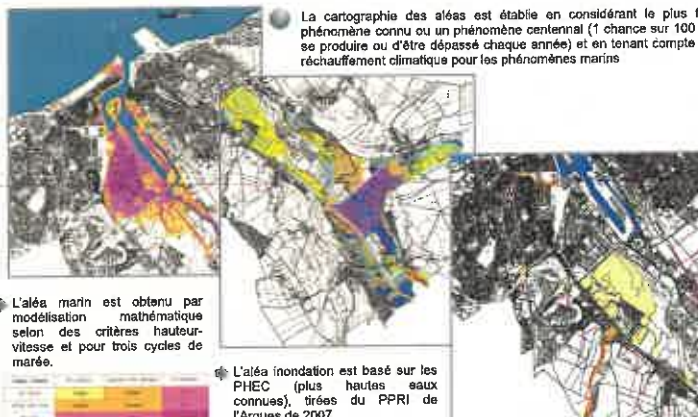 La cartographie des aléas est établie en considérant le plus f
phénomène connu ou un phénomène centennal (1 chance sur 100
se produire ou d'être dépassé chaque année) et en tenant compte
réchauffement climatique pour les phénomènes marins
L'aléa marin est obtenu par
modélisation mathématique
selon des critères hauteur-
vitesse et pour trois cycles de
marée.
L'aléa inondation est basé sur les
PHEC (plus hautes eaux
connues), tirées du PPRI de
l'Arques de 2007